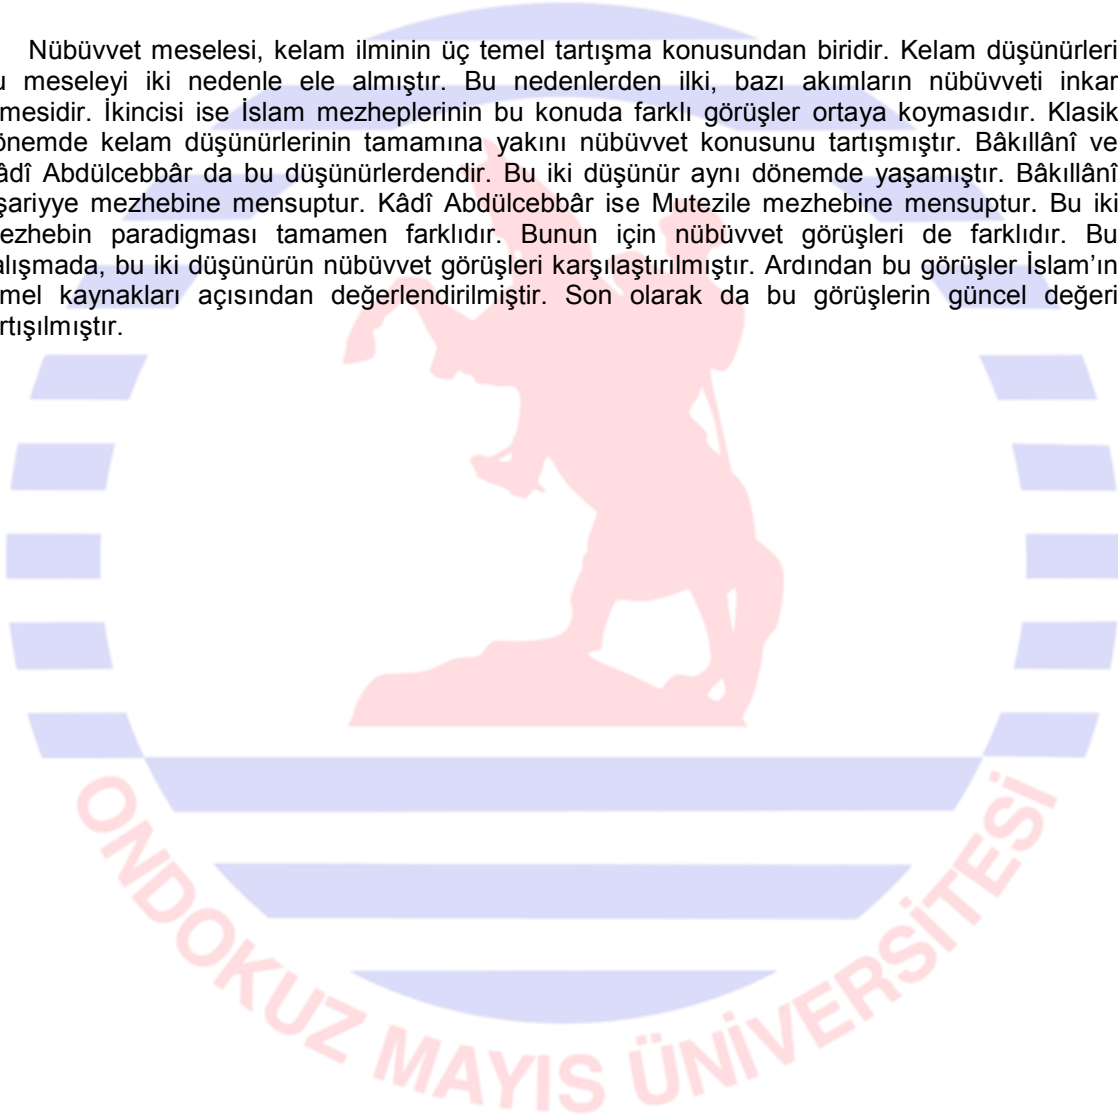 Nübüvvet meselesi, kelam ilminin üç temel tartışma konusundan biridir. Kelam düşünürleri
u meseleyi iki nedenle ele almıştır. Bu nedenlerden ilki, bazı akımların nübüvveti inkar
mesidir. İkincisi ise İslam mezheplerinin bu konuda farklı görüşler ortaya koymasıdır. Klasik
önemde kelam düşünürlerinin tamamına yakını nübüvvet konusunu tartışmıştır. Bâkıllânî ve
âdî Abdülcebbâr da bu düşünürlerdendir. Bu iki düşünür aynı dönemde yaşamıştır. Bâkıllânî
şariyye mezhebine mensuptur. Kâdî Abdülcebbâr ise Mutezile mezhebine mensuptur. Bu iki
ezhebin paradigması tamamen farklıdır. Bunun için nübüvvet görüşleri de farklıdır. Bu
alışmada, bu iki düşünürün nübüvvet görüşleri karşılaştırılmıştır. Ardından bu görüşler İslam’ın
mel kaynakları açısından değerlendirilmiştir. Son olarak da bu görüşlerin güncel değeri
rtışılmıştır.
ONDOKUZ MAYIS ÜNİVERSİTESİ